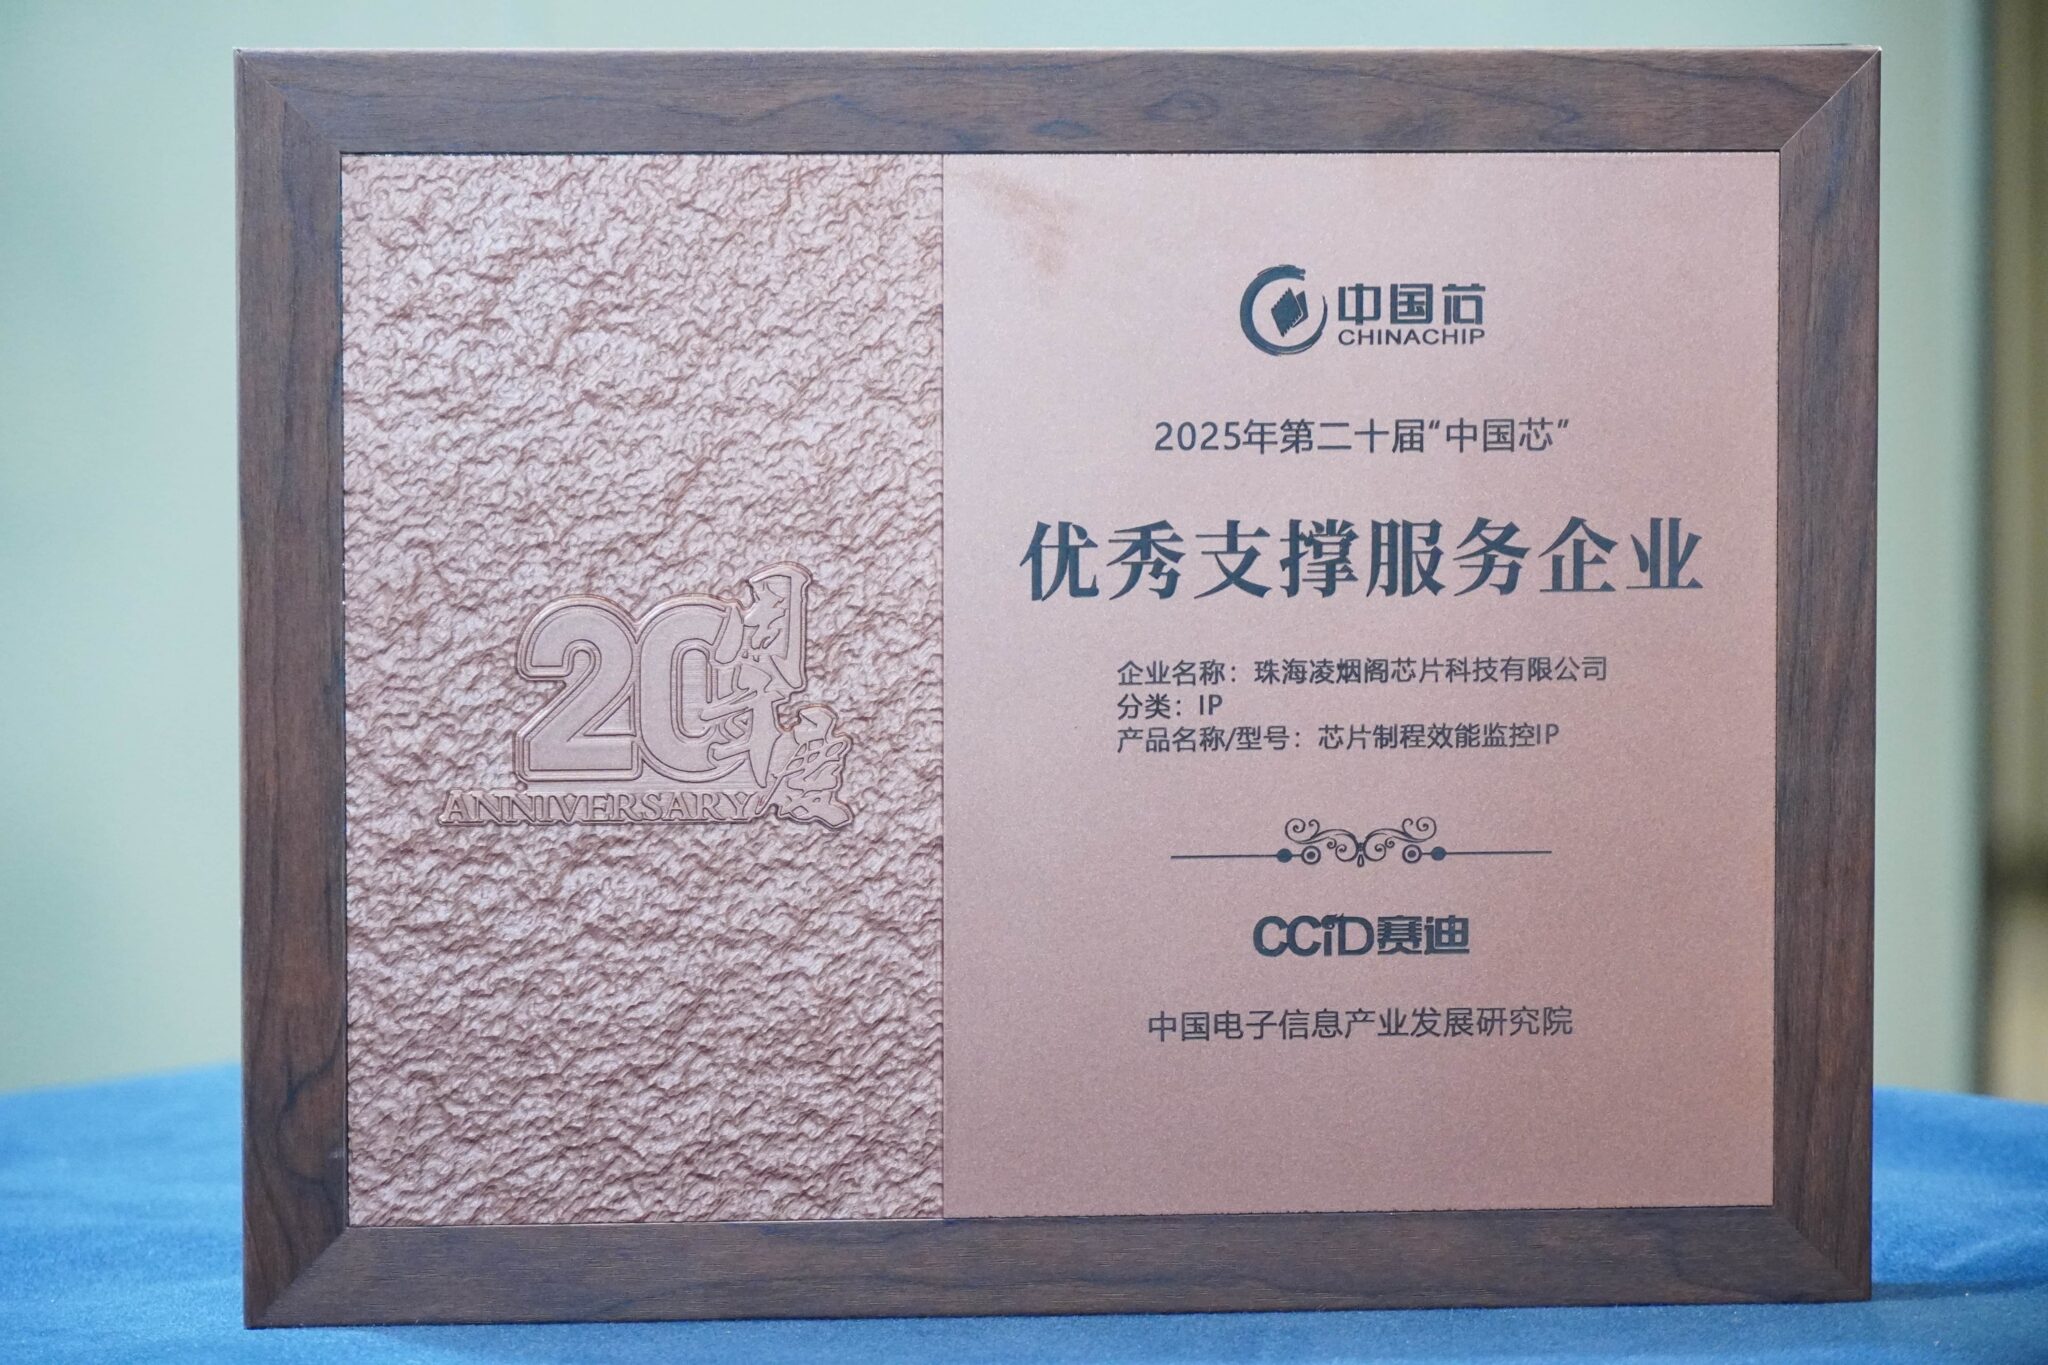 20周年慶
ANNIVERSARY
中国芯
CHINACHIP
2025年第二十届“中国芯”
优秀支撑服务企业
企业名称：珠海凌烟阁芯片科技有限公司
分类：IP
产品名称/型号：芯片制程效能监控IP
CCID赛迪
中国电子信息产业发展研究院